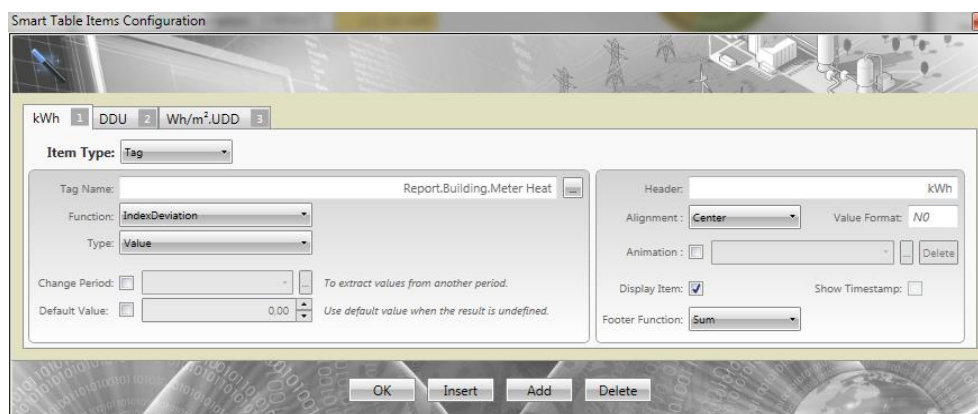 Smart Table Items Configuration
kWh 1 DDU 2 Wh/m².UDD 3
Item Type: Tag
Tag Name: Report.Building.Meter Heat ...
Function: IndexDeviation
Type: Value
Change Period: ... To extract values from another period.
Default Value: 0.00 Use default value when the result is undefined.
Header: kWh
Alignment : Center Value Format: N0
Animation : ... Delete
Display Item: Show Timestamp:
Footer Function: Sum
OK Insert Add Delete